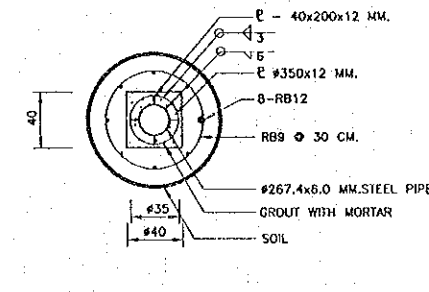 ℄ - 40x200x12 MM.
3
6
℄ ø350x12 MM.
8-RB12
40
RB9 @ 30 CM.
ø267.4x6.0 MM.STEEL PIPE
ø35
GROUT WITH MORTAR
ø40
SOIL